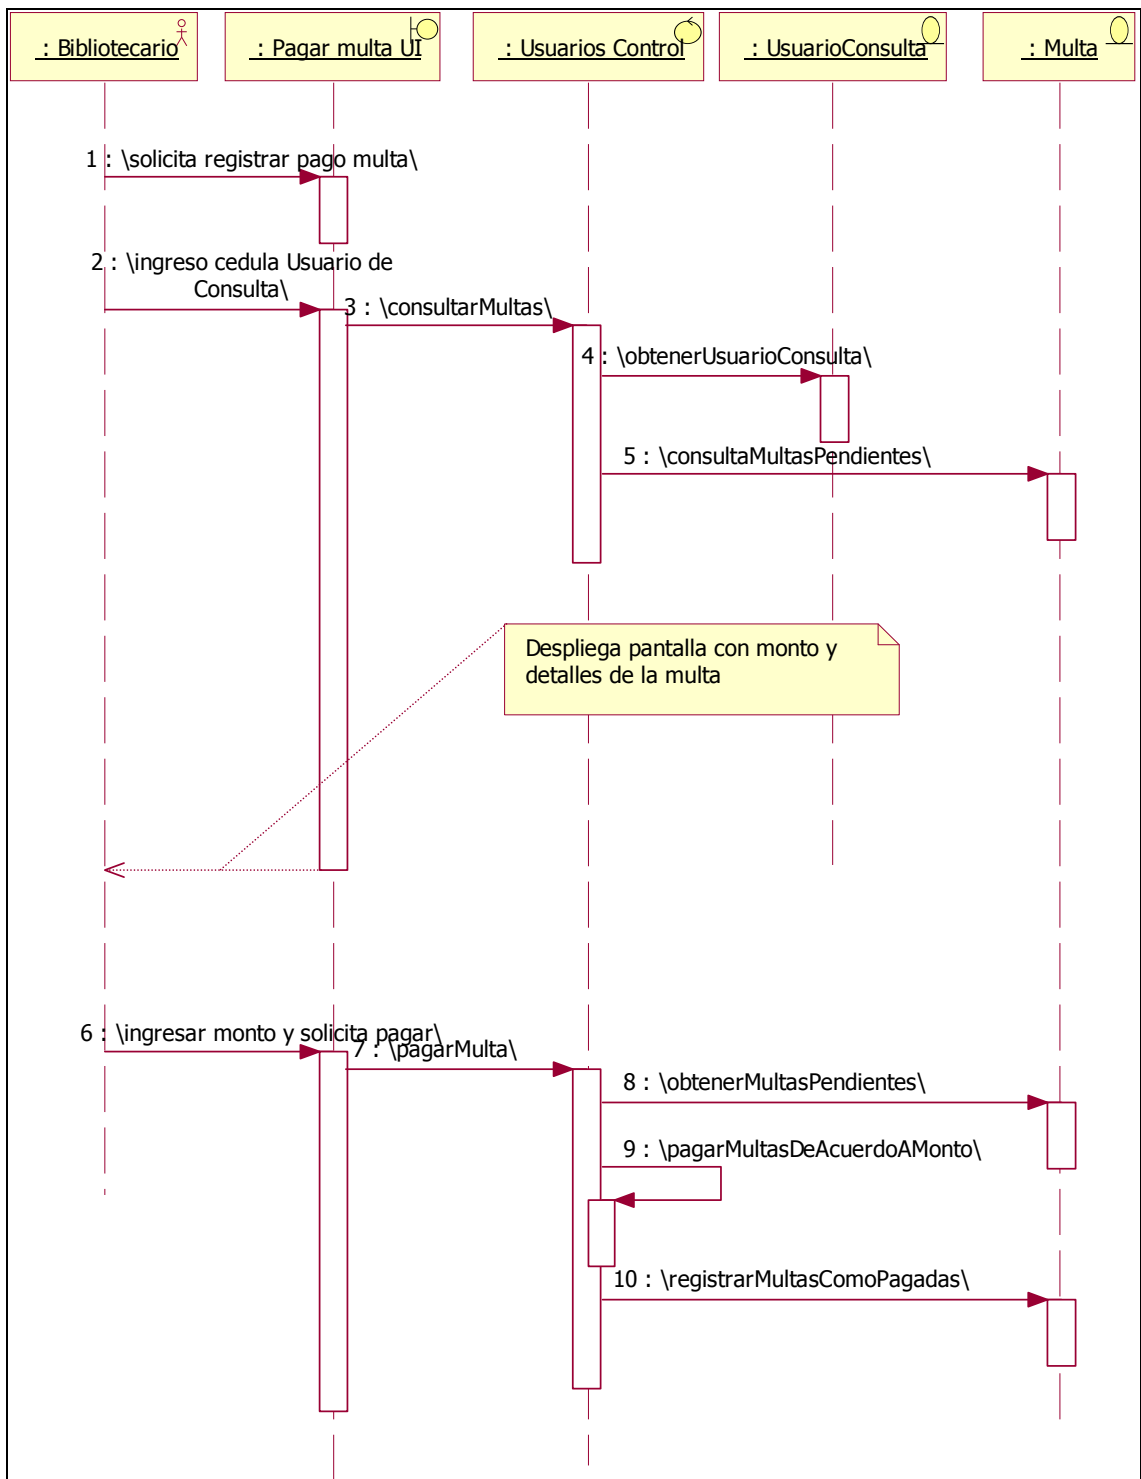 : Bibliotecario
: Pagar multa UI
: Usuarios Control
: UsuarioConsulta
: Multa
1 : \solicita registrar pago multa\
2 : \ingreso cedula Usuario de
Consulta\
3 : \consultarMultas\
4 : \obtenerUsuarioConsulta\
5 : \consultaMultasPendientes\
Despliega pantalla con monto y
detalles de la multa
6 : \ingresar monto y solicita pagar\
7 : \pagarMulta\
8 : \obtenerMultasPendientes\
9 : \pagarMultasDeAcuerdoAMonto\
10 : \registrarMultasComoPagadas\